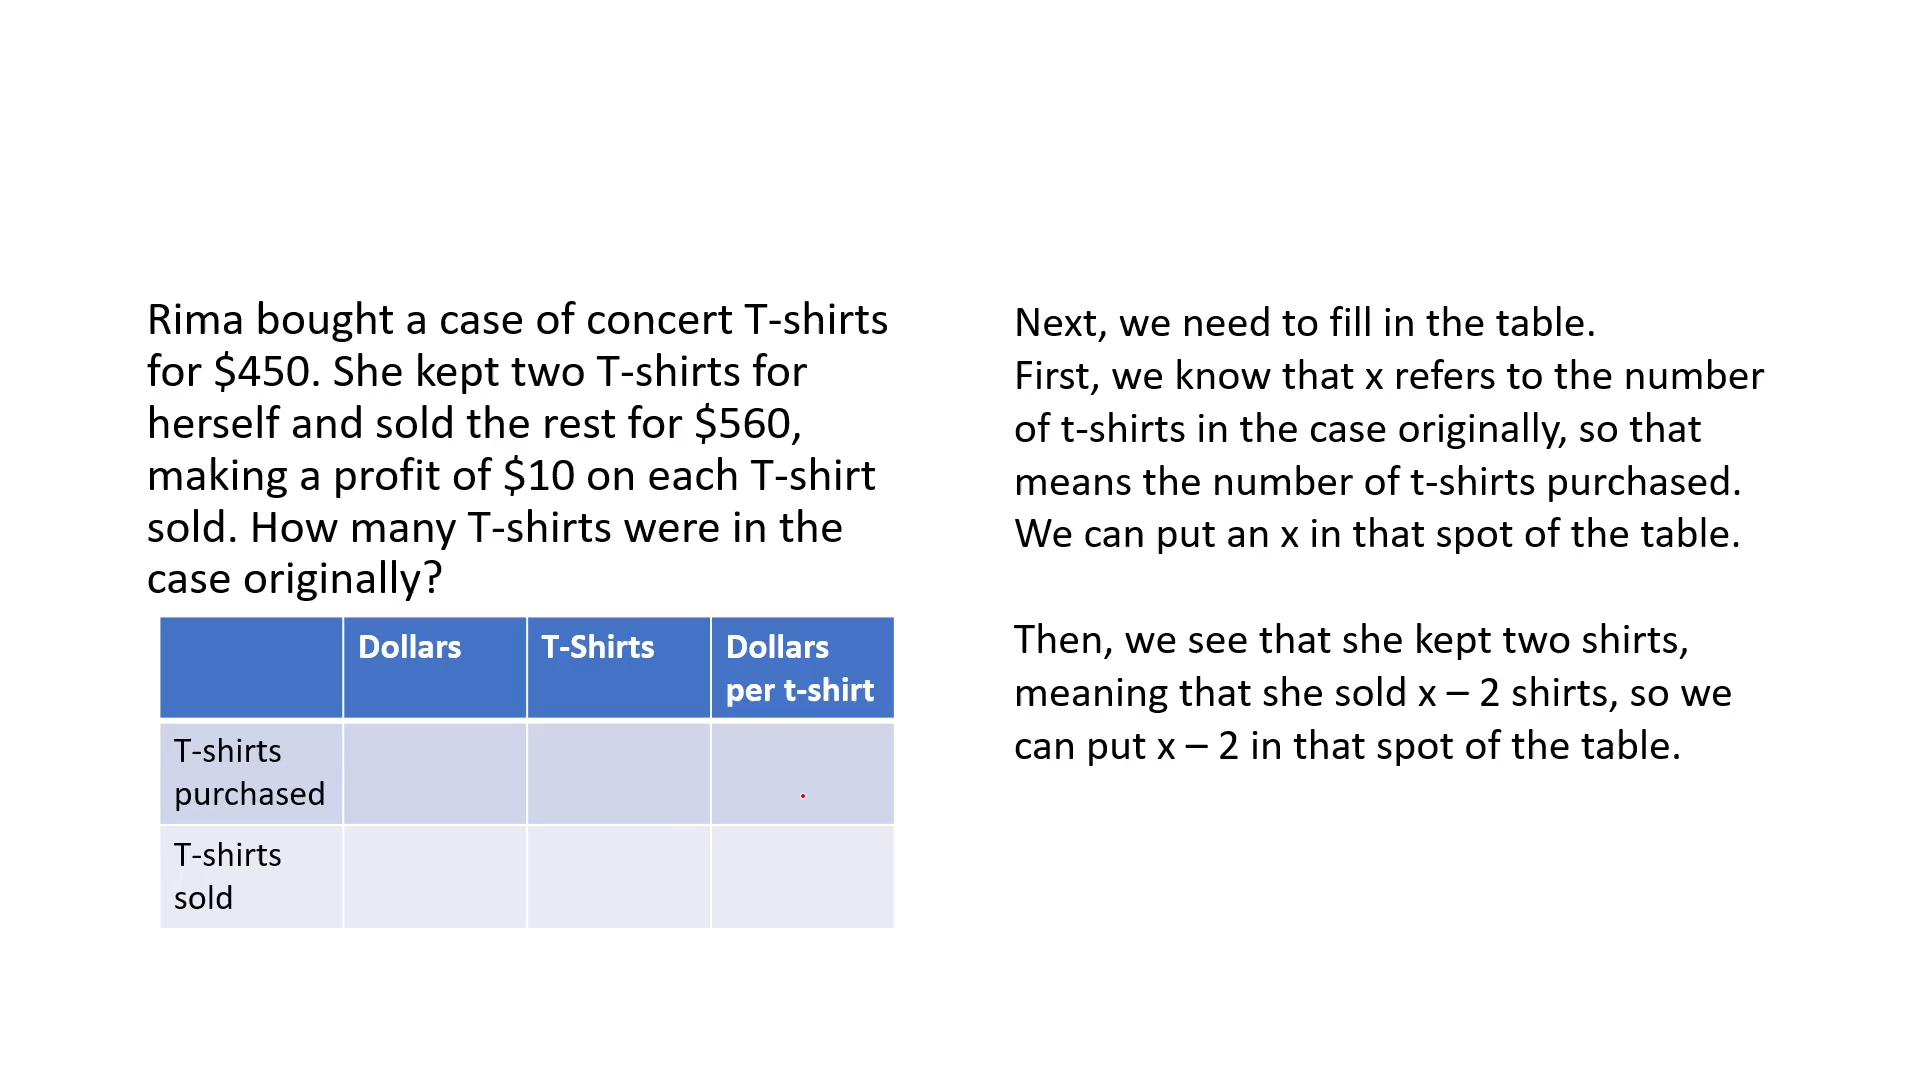 Rima bought a case of concert T-shirts
for $450. She kept two T-shirts for
herself and sold the rest for $560,
making a profit of $10 on each T-shirt
sold. How many T-shirts were in the
case originally?
Dollars
T-Shirts
Dollars
per t-shirt
T-shirts
purchased
T-shirts
sold
Next, we need to fill in the table.
First, we know that x refers to the number
of t-shirts in the case originally, so that
means the number of t-shirts purchased.
We can put an x in that spot of the table.
Then, we see that she kept two shirts,
meaning that she sold x – 2 shirts, so we
can put x – 2 in that spot of the table.